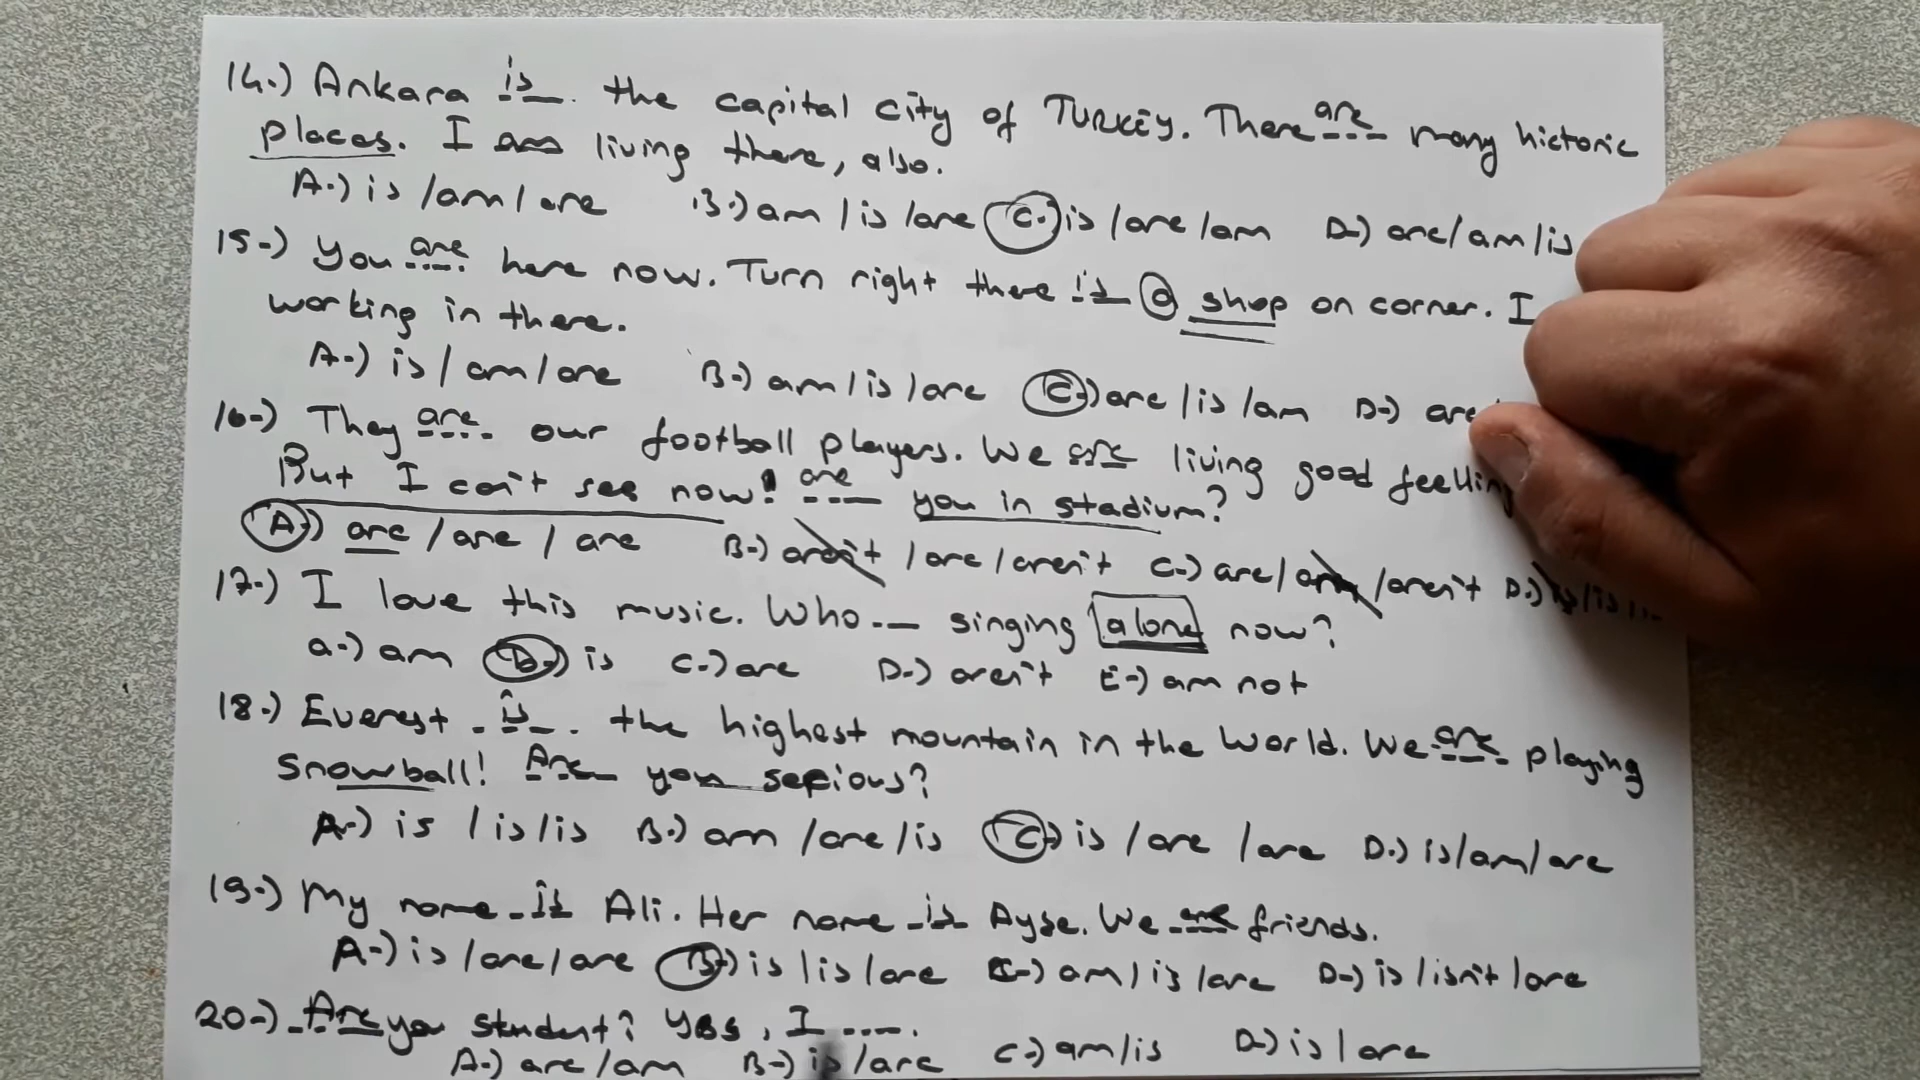 14-) Ankara is the capital city of TURKEY. There are many hictoric
places. I am living there, also.
A-) is /am/are B-) am /is /are C-) is /are /am D-) are/am/is
15-) You are here now. Turn right there is a shop on corner. I
working in there.
A-) is /am/are B-) am/is/are C-) are /is /am D-) are
16-) They are our football players. We are living good feelling
But I can't see now! are you in stadium?
A-) are /are / are B-) aren't /are/aren't C-) are/ /aren't D-) is/is/
17-) I love this music. Who ---- singing alone now?
a-) am b-) is C-) are D-) aren't E-) am not
18-) Everest is the highest mountain in the world. We are playing
snowball! Are you serious?
A-) is /is/is B-) am /are/is C-) is /are /are D-) is/am/are
19-) My name is Ali. Her name is Ayşe. We are friends.
A-) is /are/are B-) is /is/are C-) am/is /are D-) is /isn't /are
20-) Are you student? Yes, I ----.
A-) are /am B-) is /are C-) am/is D-) is/are